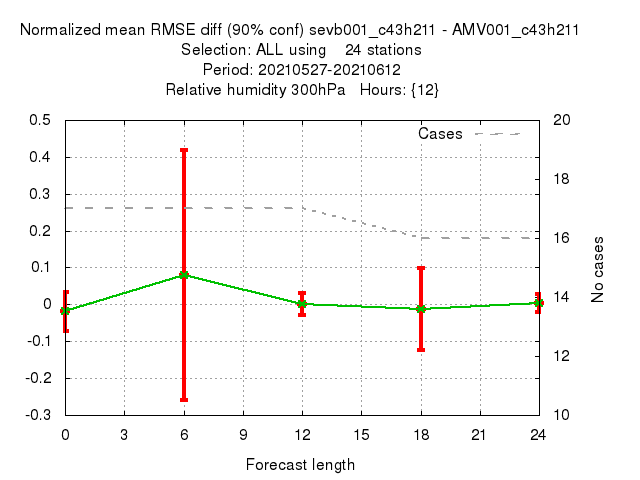 Normalized mean RMSE diff (90% conf) sevb001_c43h211 - AMV001_c43h211
Selection: ALL using 24 stations
Period: 20210527-20210612
Relative humidity 300hPa Hours: {12}
Cases
0.5
0.4
0.3
0.2
0.1
0
-0.1
-0.2
-0.3
20
18
16
14
12
10
No cases
0 3 6 9 12 15 18 21 24
Forecast length